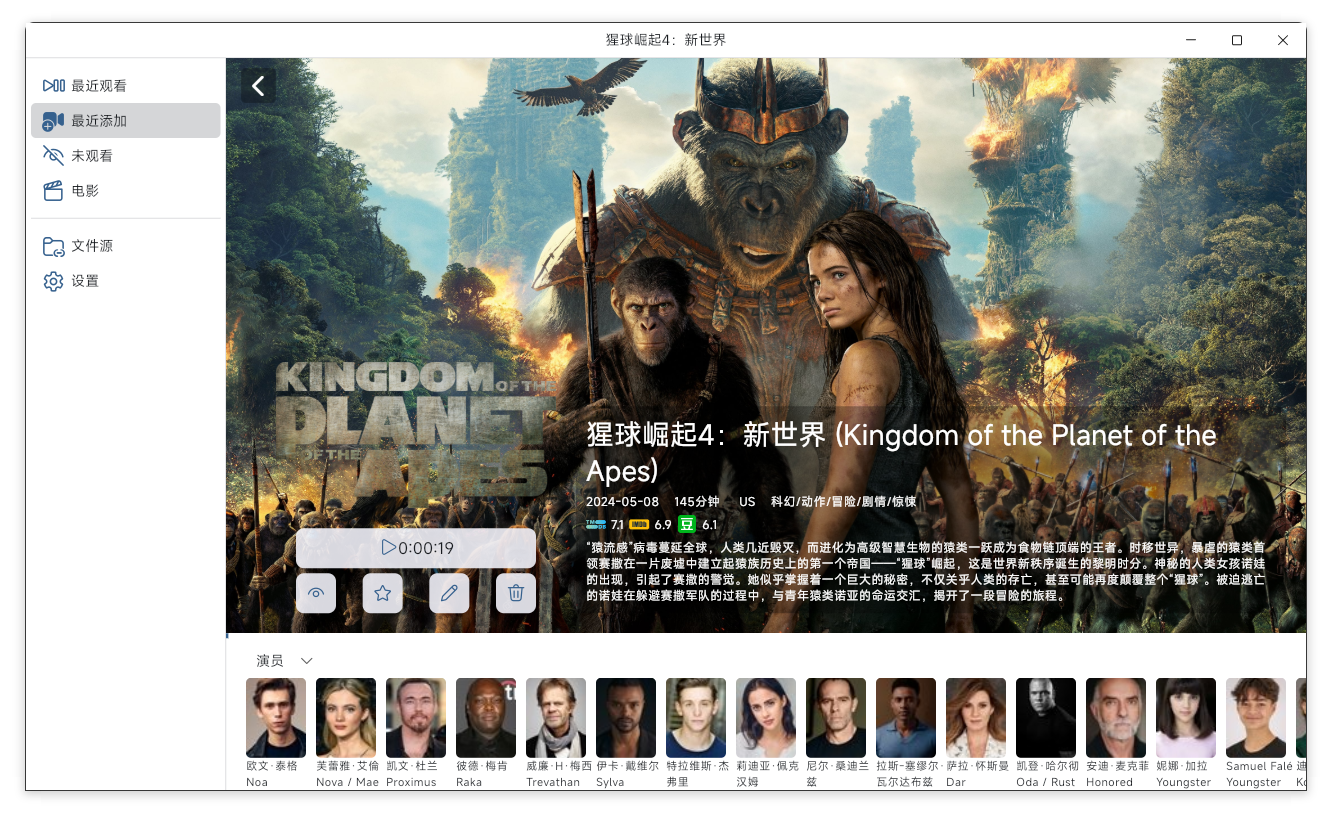 猩球崛起4：新世界
最近观看
最近添加
未观看
电影
文件源
设置
KINGDOM OF THE
PLANET
OF THE APES
猩球崛起4：新世界 (Kingdom of the Planet of the
Apes)
2024-05-08 145分钟 US 科幻/动作/冒险/剧情/惊悚
7.1 IMDb 6.9 豆 6.1
“猿流感”病毒蔓延全球，人类几近毁灭，而进化为高级智慧生物的猿类一跃成为食物链顶端的王者。时移世异，暴虐的猿类首
领赛撒在一片废墟中建立起猿族历史上的第一个帝国——“猩球”崛起，这是世界新秩序诞生的黎明时分。神秘的人类女孩诺娃
的出现，引起了赛撒的警觉。她似乎掌握着一个巨大的秘密，不仅关乎人类的存亡，甚至可能再度颠覆整个“猩球”。被迫逃亡
的诺娃在躲避赛撒军队的过程中，与青年猿类诺亚的命运交汇，揭开了一段冒险的旅程。
0:00:19
演员
欧文·泰格 芙蕾雅·艾倫 凯文·杜兰 彼德·梅肯 威廉·H·梅西 伊卡·戴维尔 特拉维斯·杰 莉迪亚·佩克 尼尔·桑迪兰 拉斯-塞缪尔· 萨拉·怀斯曼 凯登·哈尔彻 安迪·麦克菲 妮娜·加拉 Samuel Falé 迪
Noa Nova / Mae Proximus Raka Trevathan Sylva 弗里 汉姆 兹 瓦尔达布兹 Dar Oda / Rust Honored Youngster Youngster